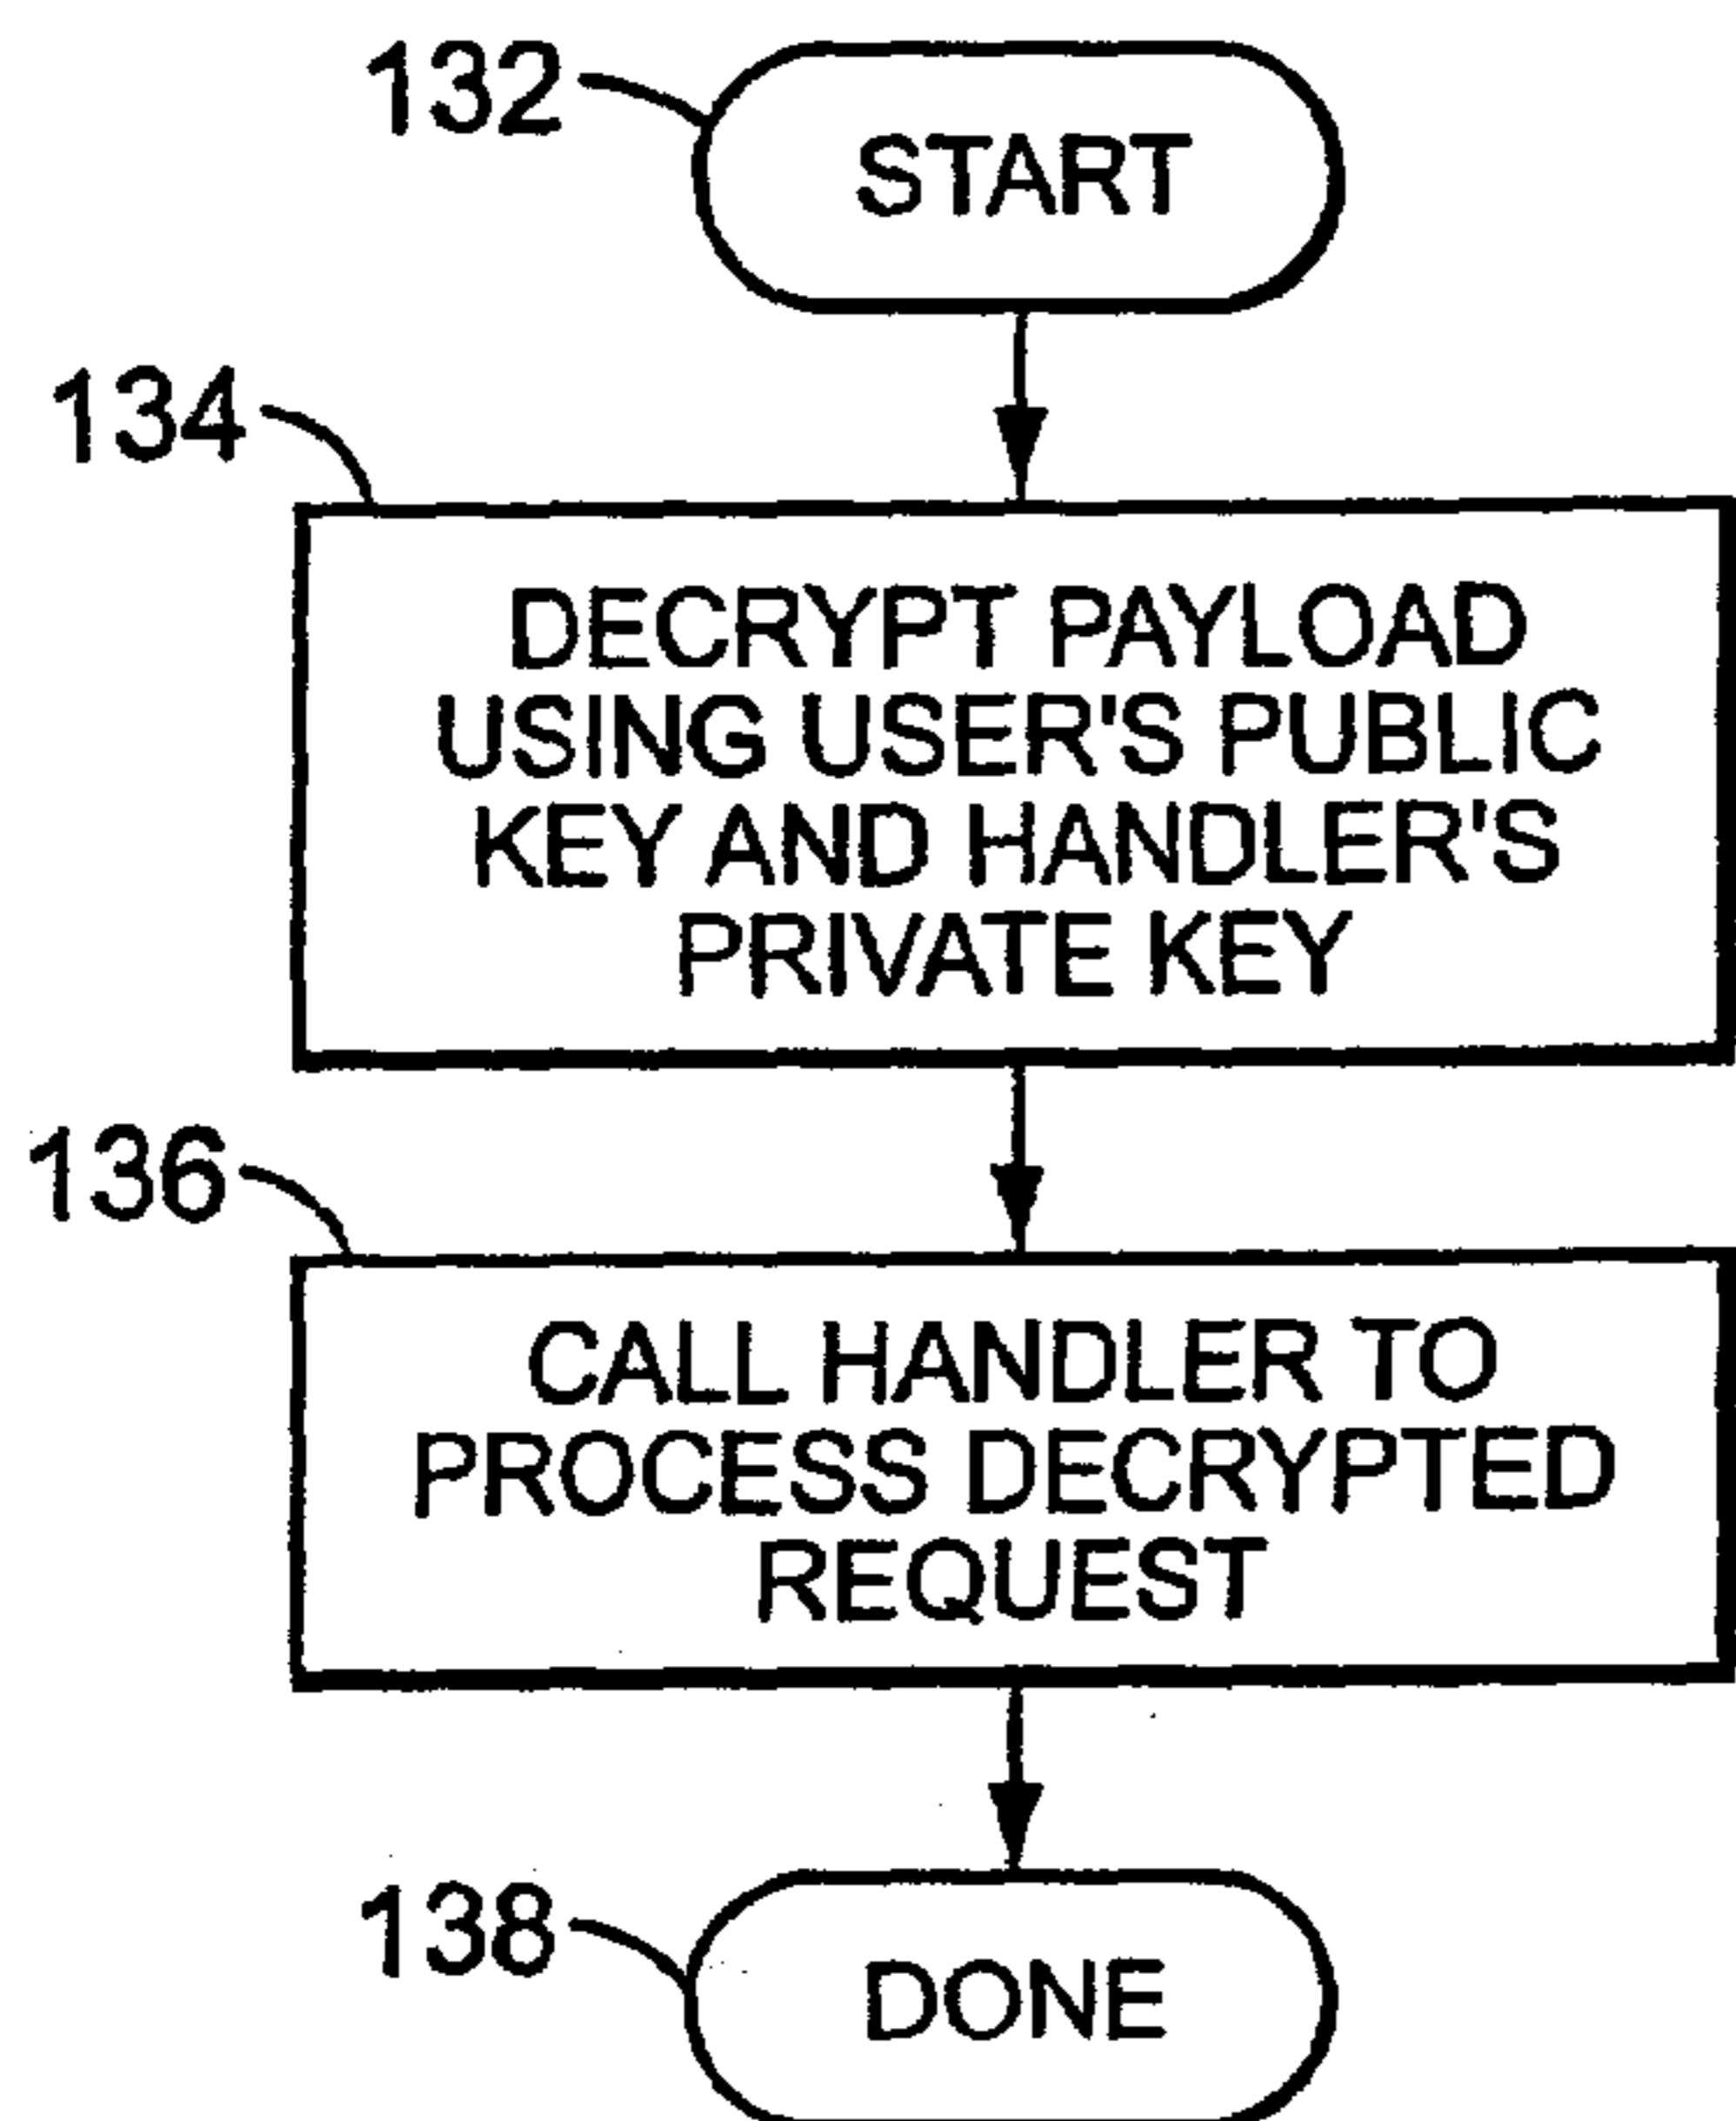 132
START
134
DECRYPT PAYLOAD
USING USER'S PUBLIC
KEY AND HANDLER'S
PRIVATE KEY
136
CALL HANDLER TO
PROCESS DECRYPTED
REQUEST
138
DONE